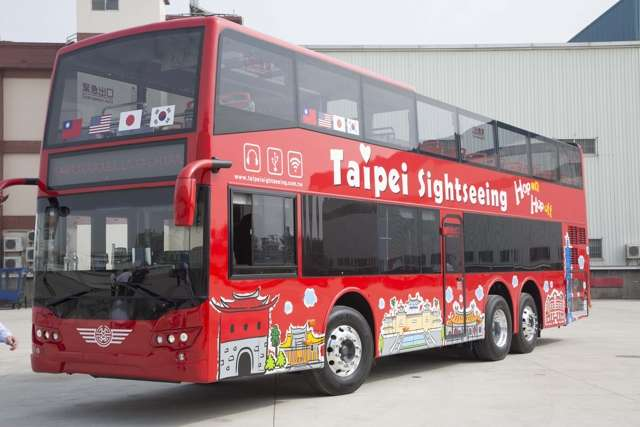 緊急出口
www.taipeisightseeing.com.tw
Taipei Sightseeing
Hop on
Hop off